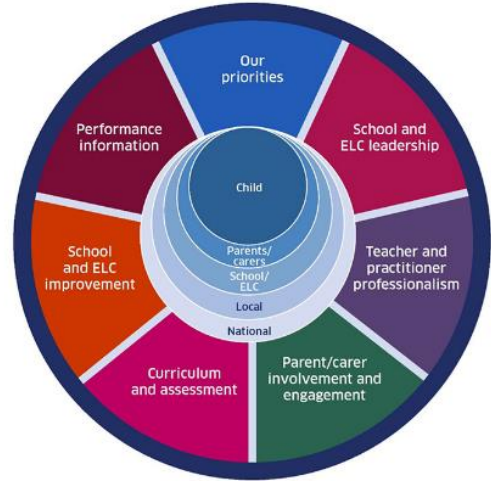 Our
priorities
School and
ELC leadership
Teacher and
practitioner
professionalism
Parent/carer
involvement and
engagement
Curriculum
and assessment
School
and ELC
improvement
Performance
information
Child
Parents/
carers
School/
ELC
Local
National